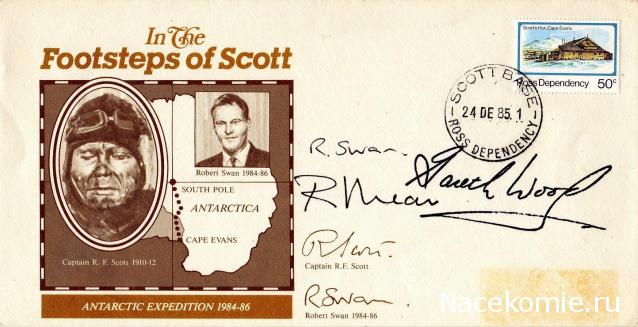 In The
Footsteps of Scott
Scott's Hut, Cape Evans
Ross Dependency 50c
SCOTT BASE
24 DE 85.1
ROSS DEPENDENCY
Robert Swan 1984-86
SOUTH POLE
ANTARCTICA
CAPE EVANS
Captain R. F. Scott 1910-12
ANTARCTIC EXPEDITION 1984-86
R. Swan.
R Mear
Gareth Wood
R Scott
Captain R.F. Scott
R Swan
Robert Swan 1984-86
Nacekomie.ru